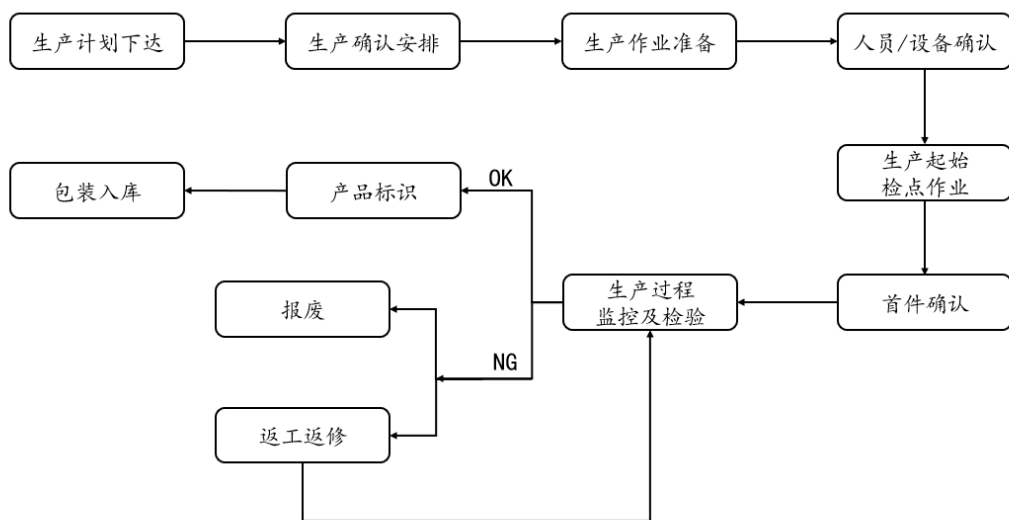 生产计划下达
生产确认安排
生产作业准备
人员/设备确认
生产起始
检点作业
首件确认
生产过程
监控及检验
OK
产品标识
包装入库
NG
报废
返工返修